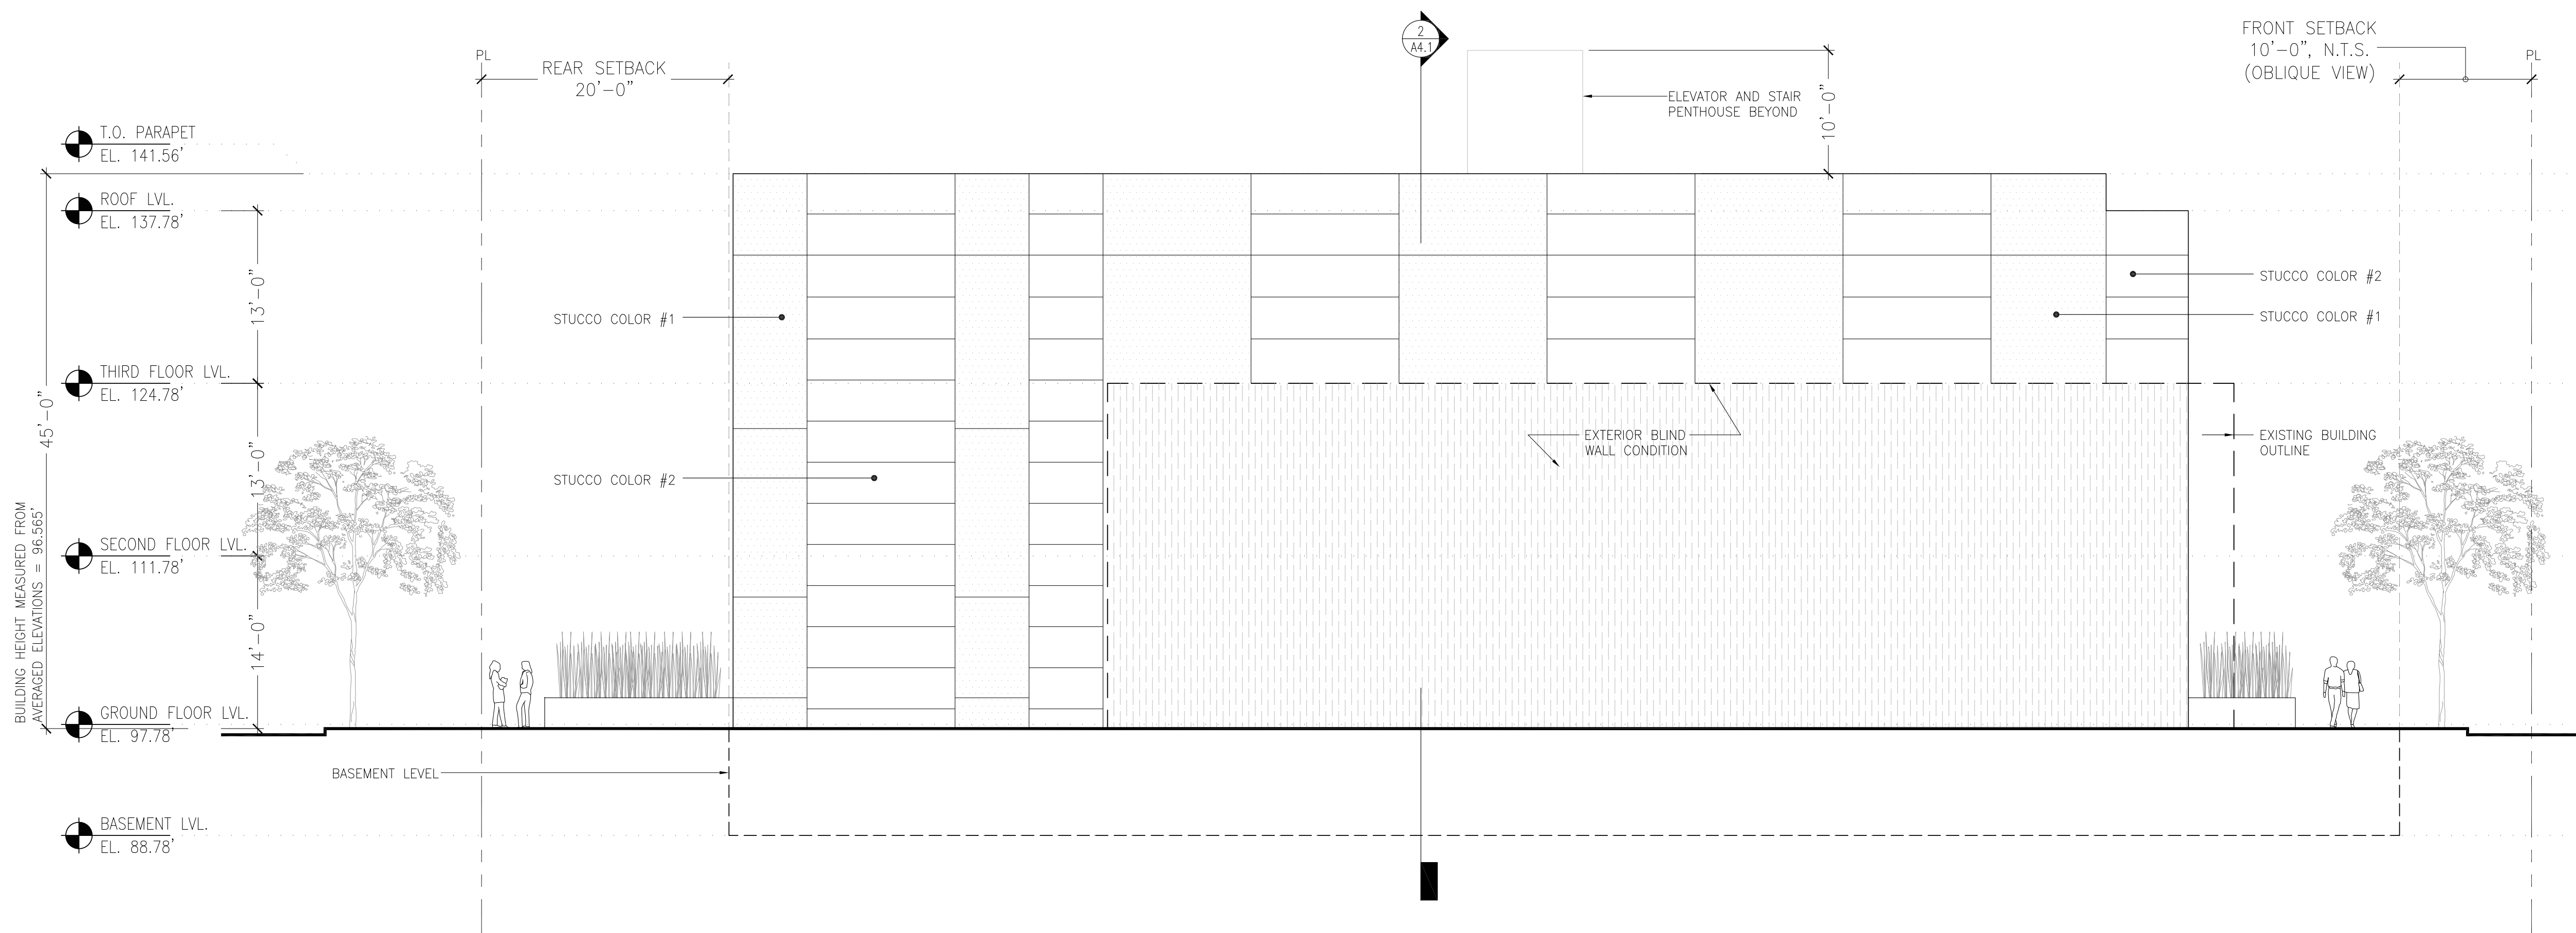 2
A4.1
FRONT SETBACK
10'-0", N.T.S.
(OBLIQUE VIEW)
PL
PL
REAR SETBACK
20'-0"
ELEVATOR AND STAIR
PENTHOUSE BEYOND
10'-0"
T.O. PARAPET
EL. 141.56'
ROOF LVL.
EL. 137.78'
13'-0"
STUCCO COLOR #2
STUCCO COLOR #1
STUCCO COLOR #1
THIRD FLOOR LVL.
EL. 124.78'
45'-0"
13'-0"
EXTERIOR BLIND
WALL CONDITION
EXISTING BUILDING
OUTLINE
STUCCO COLOR #2
BUILDING HEIGHT MEASURED FROM
AVERAGED ELEVATIONS = 96.565'
SECOND FLOOR LVL.
EL. 111.78'
14'-0"
GROUND FLOOR LVL.
EL. 97.78'
BASEMENT LEVEL
BASEMENT LVL.
EL. 88.78'